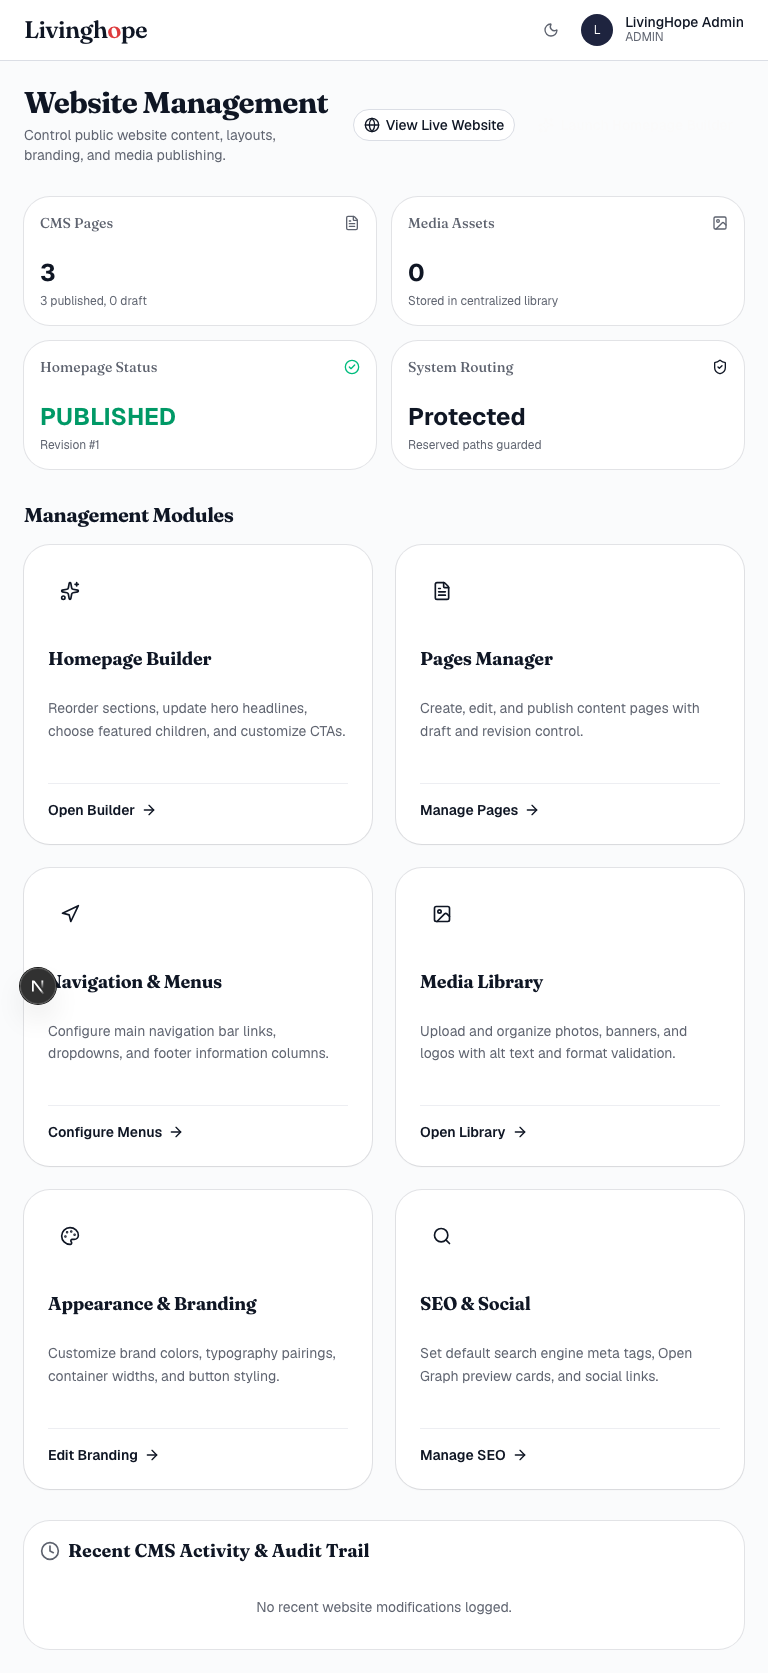 Livinghope
L
LivingHope Admin
ADMIN
Website Management
Control public website content, layouts,
branding, and media publishing.
View Live Website
CMS Pages
3
3 published, 0 draft
Media Assets
0
Stored in centralized library
Homepage Status
PUBLISHED
Revision #1
System Routing
Protected
Reserved paths guarded
Management Modules
Homepage Builder
Reorder sections, update hero headlines,
choose featured children, and customize CTAs.
Open Builder
Pages Manager
Create, edit, and publish content pages with
draft and revision control.
Manage Pages
N
Navigation & Menus
Configure main navigation bar links,
dropdowns, and footer information columns.
Configure Menus
Media Library
Upload and organize photos, banners, and
logos with alt text and format validation.
Open Library
Appearance & Branding
Customize brand colors, typography pairings,
container widths, and button styling.
Edit Branding
SEO & Social
Set default search engine meta tags, Open
Graph preview cards, and social links.
Manage SEO
Recent CMS Activity & Audit Trail
No recent website modifications logged.